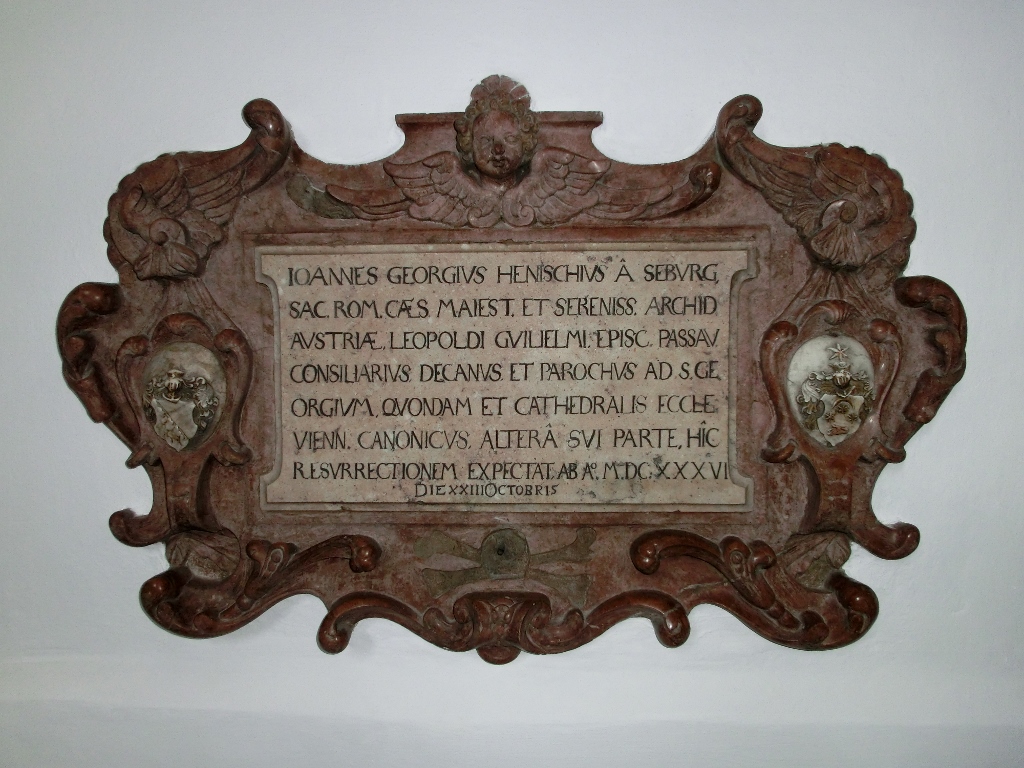 IOANNES GEORGIVS HENISCHIVS Â SEBVRG,
SAC. ROM. CÆS. MAIEST. ET SERENISS. ARCHID
AVSTRIÆ, LEOPOLDI GVILIELMI. EPISC. PASSAV
CONSILIARIVS. DECANVS. ET PAROCHVS AD S. GE
ORGIVM, QVONDAM ET CATHEDRALIS ECCLE
VIENN. CANONICVS. ALTERÂ SVI PARTE, HÎC
RESVRRECTIONEM EXPECTAT. AB Aº. M.DC.XXXVI
DIE XXIII OCTOBRIS